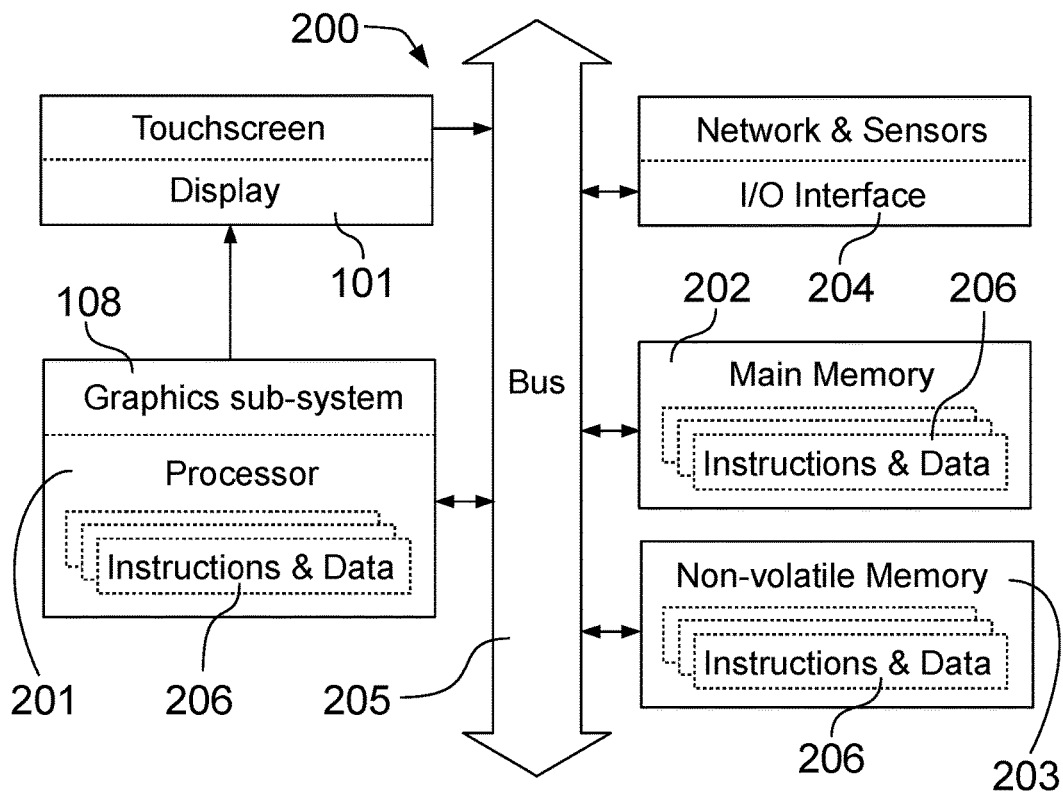 200
Touchscreen
Display
101
108
Graphics sub-system
Processor
Instructions & Data
201
206
205
Bus
Network & Sensors
I/O Interface
204
202
206
Main Memory
Instructions & Data
Non-volatile Memory
Instructions & Data
206
203